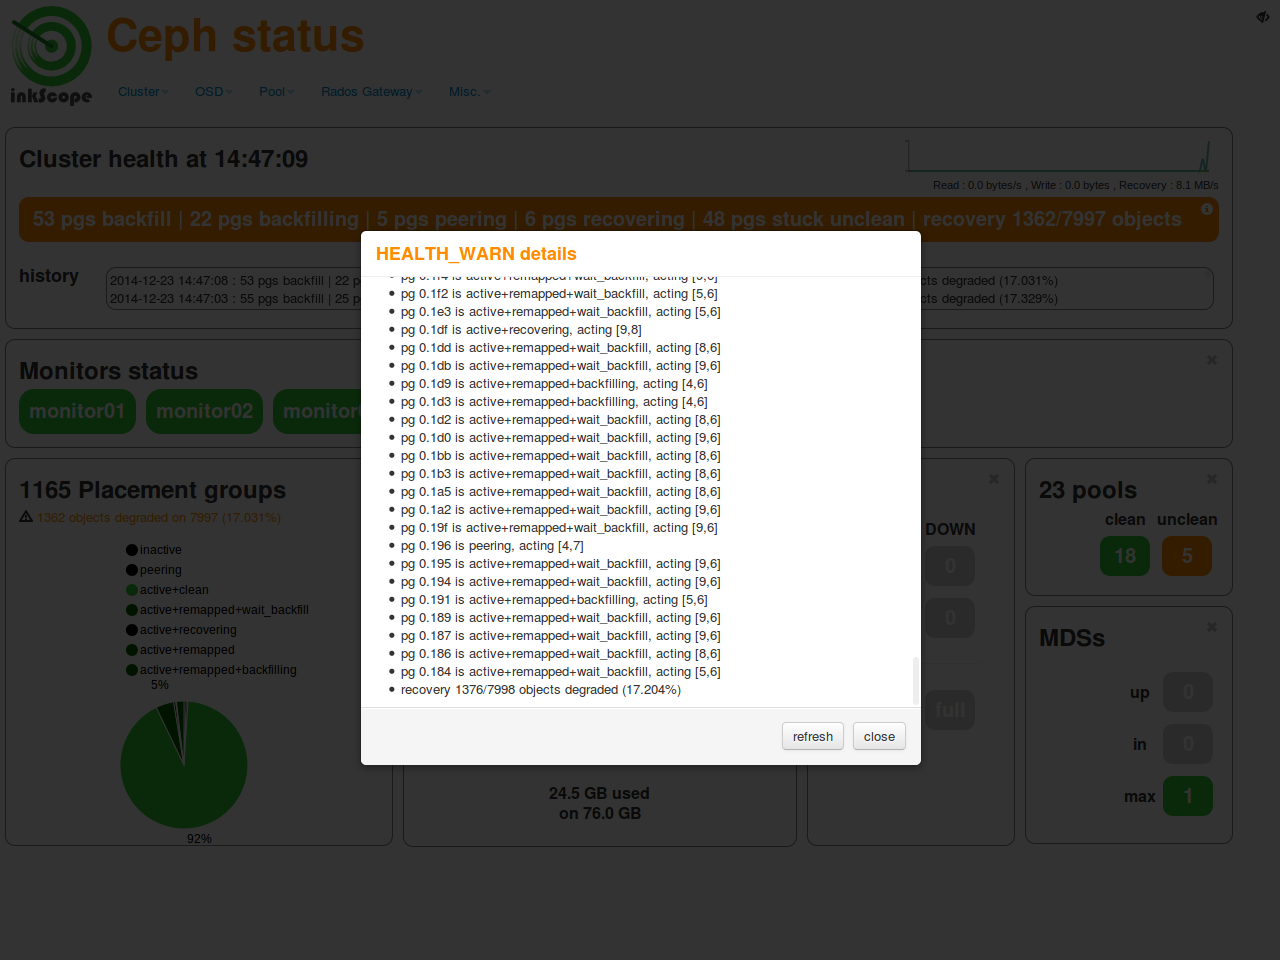 Ceph status
inkScope
Cluster OSD Pool Rados Gateway Misc.
Cluster health at 14:47:09
Read : 0.0 bytes/s , Write : 0.0 bytes , Recovery : 8.1 MB/s
53 pgs backfill | 22 pgs backfilling | 5 pgs peering | 6 pgs recovering | 48 pgs stuck unclean | recovery 1362/7997 objects
history
2014-12-23 14:47:08 : 53 pgs backfill | 22 p
cts degraded (17.031%)
2014-12-23 14:47:03 : 55 pgs backfill | 25 p
cts degraded (17.329%)
Monitors status
monitor01 monitor02 monitor
1165 Placement groups
1362 objects degraded on 7997 (17.031%)
inactive
peering
active+clean
active+remapped+wait_backfill
active+recovering
active+remapped
active+remapped+backfilling
5%
92%
HEALTH_WARN details
pg 0.1f4 is active+remapped+wait_backfill, acting
pg 0.1f2 is active+remapped+wait_backfill, acting [5,6]
pg 0.1e3 is active+remapped+wait_backfill, acting [5,6]
pg 0.1df is active+recovering, acting [9,8]
pg 0.1dd is active+remapped+wait_backfill, acting [8,6]
pg 0.1db is active+remapped+wait_backfill, acting [9,6]
pg 0.1d9 is active+remapped+backfilling, acting [4,6]
pg 0.1d3 is active+remapped+backfilling, acting [4,6]
pg 0.1d2 is active+remapped+wait_backfill, acting [8,6]
pg 0.1d0 is active+remapped+wait_backfill, acting [9,6]
pg 0.1bb is active+remapped+wait_backfill, acting [8,6]
pg 0.1b3 is active+remapped+wait_backfill, acting [8,6]
pg 0.1a5 is active+remapped+wait_backfill, acting [8,6]
pg 0.1a2 is active+remapped+wait_backfill, acting [9,6]
pg 0.19f is active+remapped+wait_backfill, acting [9,6]
pg 0.196 is peering, acting [4,7]
pg 0.195 is active+remapped+wait_backfill, acting [9,6]
pg 0.194 is active+remapped+wait_backfill, acting [9,6]
pg 0.191 is active+remapped+backfilling, acting [5,6]
pg 0.189 is active+remapped+wait_backfill, acting [9,6]
pg 0.187 is active+remapped+wait_backfill, acting [9,6]
pg 0.186 is active+remapped+wait_backfill, acting [8,6]
pg 0.184 is active+remapped+wait_backfill, acting [5,6]
recovery 1376/7998 objects degraded (17.204%)
refresh close
24.5 GB used
on 76.0 GB
DOWN
0
0
full
23 pools
clean unclean
18 5
MDSs
up 0
in 0
max 1